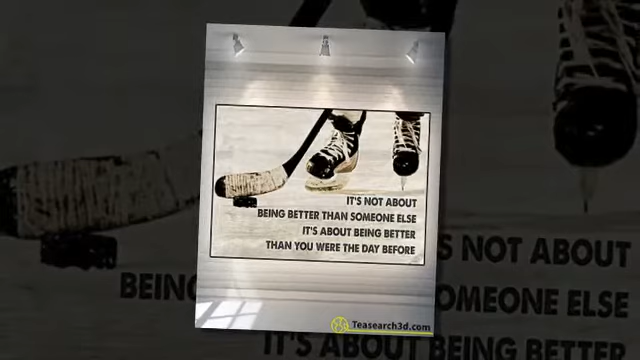 IT'S NOT ABOUT
BEING BETTER THAN SOMEONE ELSE
IT'S ABOUT BEING BETTER
THAN YOU WERE THE DAY BEFORE
Teasearch3d.com
S NOT ABOUT
BEING
OMEONE ELSE
IT'S ABOUT BEING BETTER